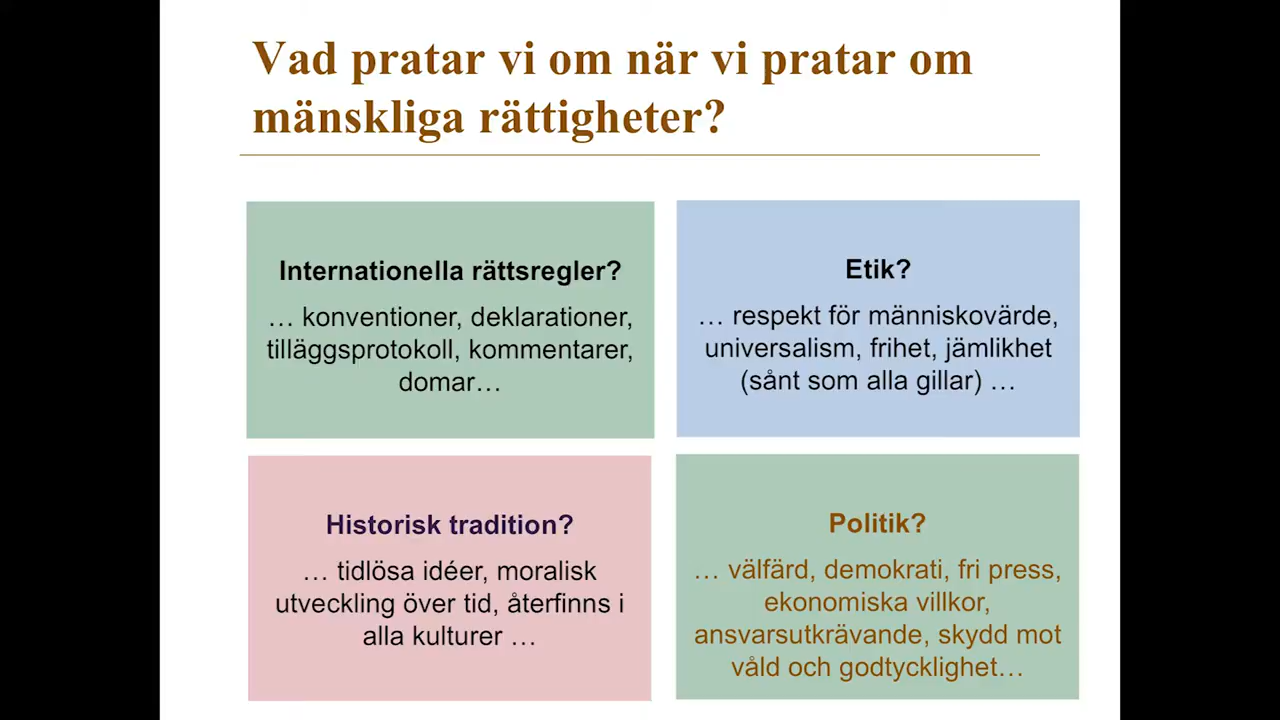 Vad pratar vi om när vi pratar om
mänskliga rättigheter?
Internationella rättsregler?
… konventioner, deklarationer,
tilläggsprotokoll, kommentarer,
domar…
Etik?
… respekt för människovärde,
universalism, frihet, jämlikhet
(sånt som alla gillar) …
Historisk tradition?
… tidlösa idéer, moralisk
utveckling över tid, återfinns i
alla kulturer …
Politik?
… välfärd, demokrati, fri press,
ekonomiska villkor,
ansvarsutkrävande, skydd mot
våld och godtycklighet…